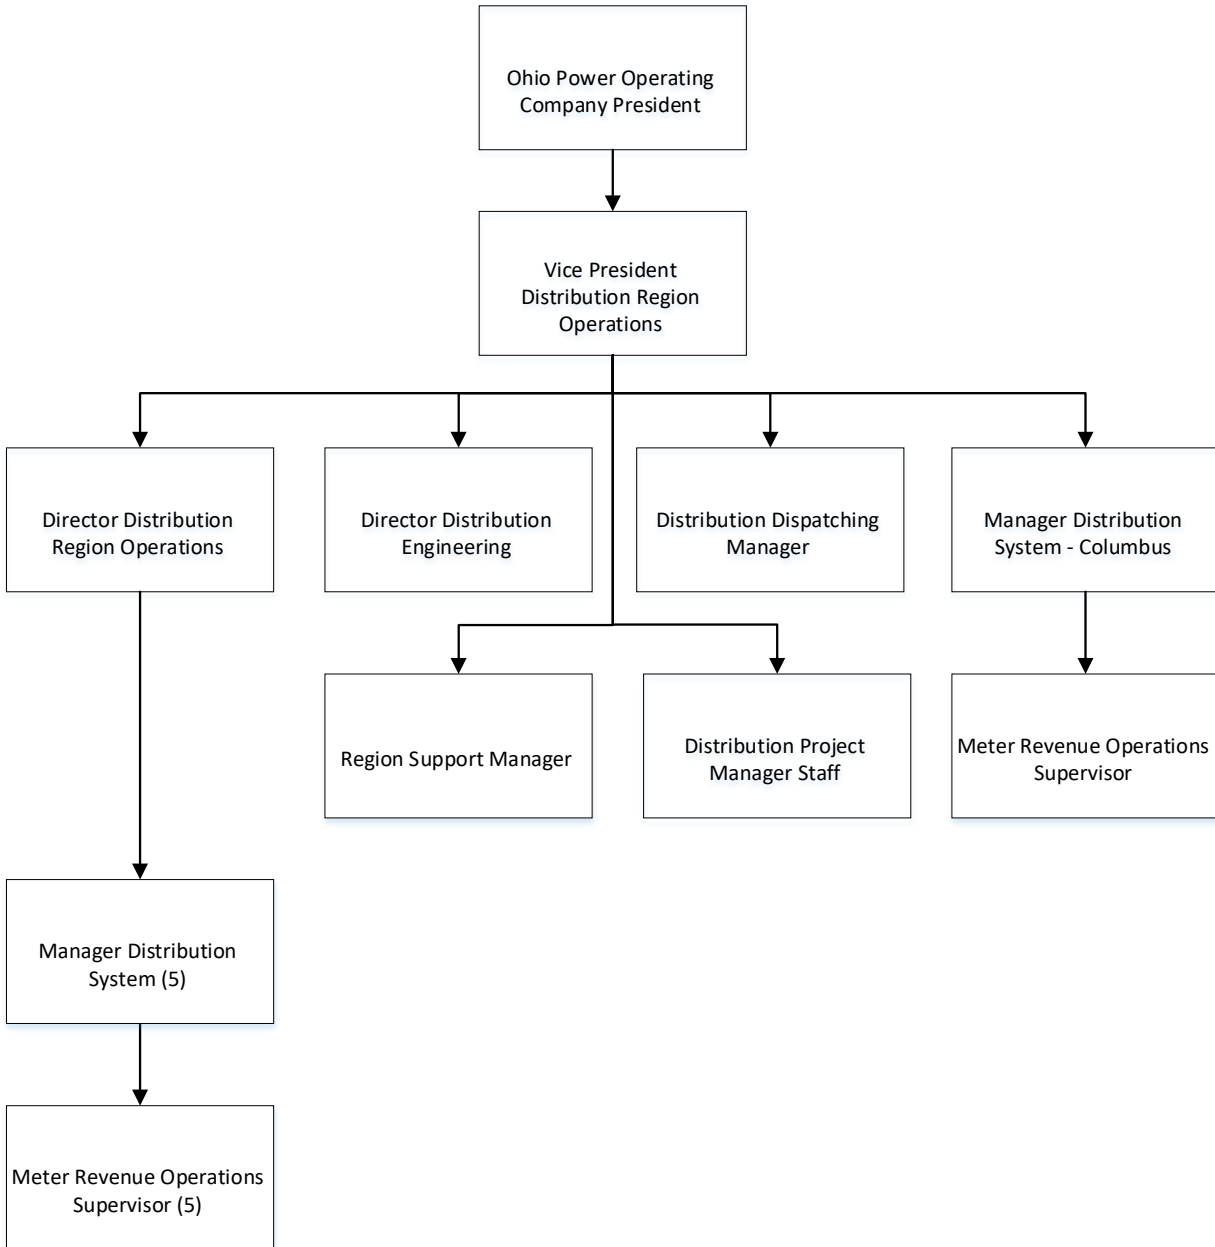 Ohio Power Operating
Company President
Vice President
Distribution Region
Operations
Director Distribution
Region Operations
Director Distribution
Engineering
Distribution Dispatching
Manager
Manager Distribution
System - Columbus
Region Support Manager
Distribution Project
Manager Staff
Meter Revenue Operations
Supervisor
Manager Distribution
System (5)
Meter Revenue Operations
Supervisor (5)